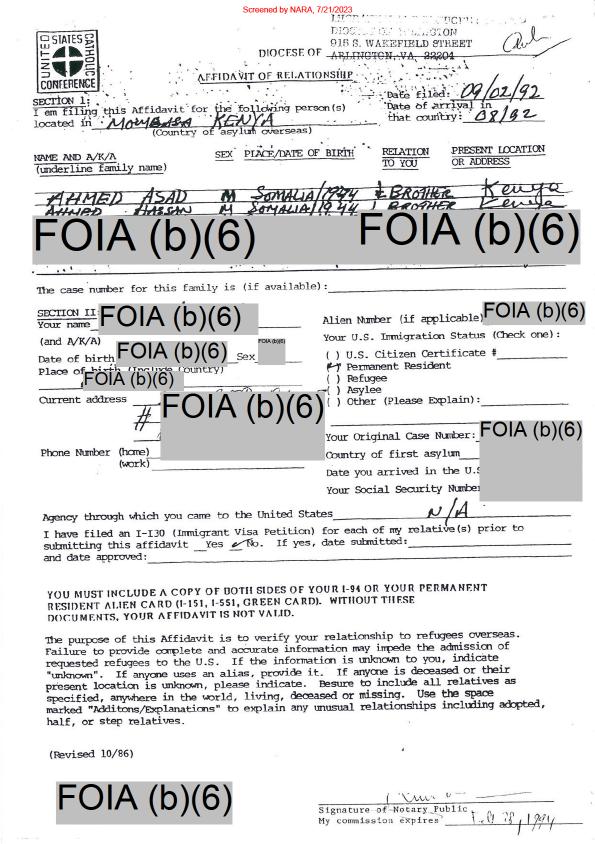 Screened by NARA, 7/21/2023
UNITED STATES CATHOLIC CONFERENCE
DIOCESE OF
915 S. WAKEFIELD STREET
ARLINGTON, VA. 22204
AFFIDAVIT OF RELATIONSHIP
SECTION 1:
I am filing this Affidavit for the following person(s)
located in MOMBASA KENYA
(Country of asylum overseas)
Date filed: 09/02/92
Date of arrival in
that country: 08/92
NAME AND A/K/A SEX PLACE/DATE OF BIRTH RELATION TO YOU PRESENT LOCATION OR ADDRESS
(underline family name)
AHMED ASAD M SOMALIA/1944 BROTHER Kenya
AHMED HASSAN M SOMALIA/1944 BROTHER Kenya
FOIA (b)(6) FOIA (b)(6)
The case number for this family is (if available):
SECTION II:
Your name FOIA (b)(6)
(and A/K/A)
Date of birth FOIA (b)(6) Sex FOIA (b)(6)
Place of birth (Include Country)
FOIA (b)(6)
Current address FOIA (b)(6)
#
Phone Number (home)
(work)
Alien Number (if applicable) FOIA (b)(6)
Your U.S. Immigration Status (Check one):
( ) U.S. Citizen Certificate #
(✓) Permanent Resident
( ) Refugee
( ) Asylee
( ) Other (Please Explain):
Your Original Case Number: FOIA (b)(6)
Country of first asylum
Date you arrived in the U.S
Your Social Security Number
Agency through which you came to the United States N/A
I have filed an I-I30 (Immigrant Visa Petition) for each of my relative(s) prior to
submitting this affidavit __Yes ✓No. If yes, date submitted:
and date approved:
YOU MUST INCLUDE A COPY OF BOTH SIDES OF YOUR I-94 OR YOUR PERMANENT
RESIDENT ALIEN CARD (I-151, I-551, GREEN CARD). WITHOUT THESE
DOCUMENTS, YOUR AFFIDAVIT IS NOT VALID.
The purpose of this Affidavit is to verify your relationship to refugees overseas.
Failure to provide complete and accurate information may impede the admission of
requested refugees to the U.S. If the information is unknown to you, indicate
"unknown". If anyone uses an alias, provide it. If anyone is deceased or their
present location is unknown, please indicate. Besure to include all relatives as
specified, anywhere in the world, living, deceased or missing. Use the space
marked "Additons/Explanations" to explain any unusual relationships including adopted,
half, or step relatives.
(Revised 10/86)
FOIA (b)(6)
Signature of Notary Public
My commission expires Feb 28, 1994